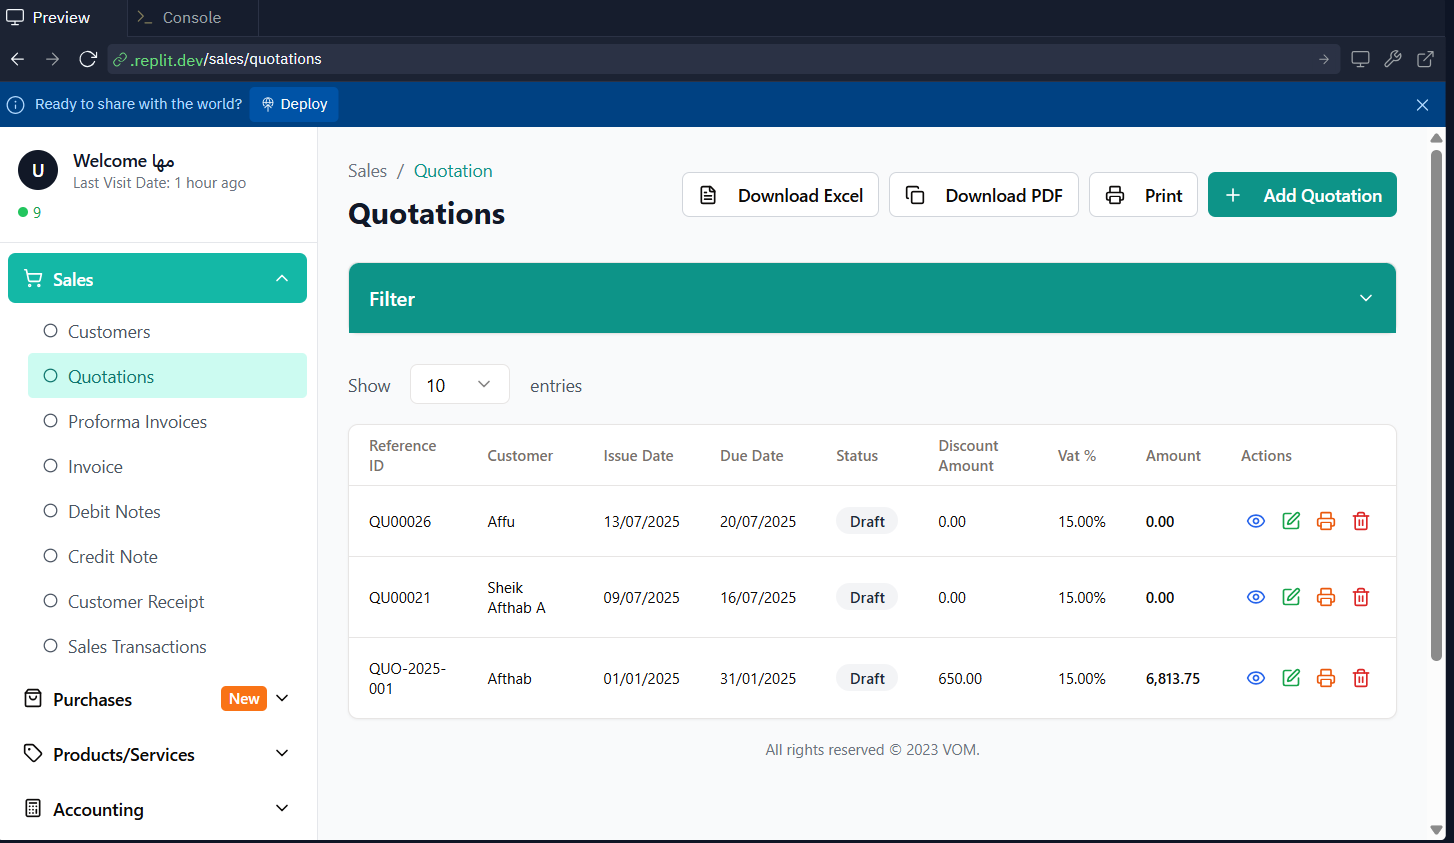 Preview
Console
.replit.dev/sales/quotations
Ready to share with the world?
Deploy
U
Welcome مها
Last Visit Date: 1 hour ago
9
Sales
Customers
Quotations
Proforma Invoices
Invoice
Debit Notes
Credit Note
Customer Receipt
Sales Transactions
Purchases
New
Products/Services
Accounting
Sales / Quotation
Quotations
Download Excel
Download PDF
Print
Add Quotation
Filter
Show 10 entries
Reference ID Customer Issue Date Due Date Status Discount Amount Vat % Amount Actions
QU00026 Affu 13/07/2025 20/07/2025 Draft 0.00 15.00% 0.00
QU00021 Sheik Afthab A 09/07/2025 16/07/2025 Draft 0.00 15.00% 0.00
QUO-2025-001 Afthab 01/01/2025 31/01/2025 Draft 650.00 15.00% 6,813.75
All rights reserved © 2023 VOM.